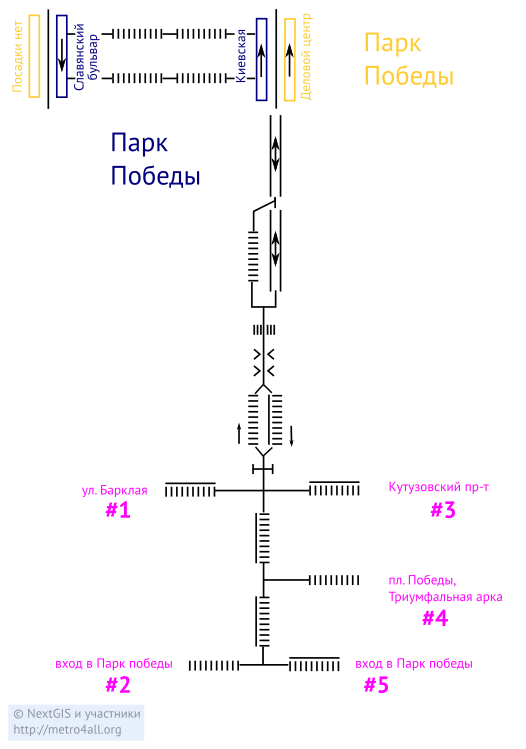 Посадки нет
Славянский
бульвар
Киевская
Деловой центр
Парк
Победы
Парк
Победы
ул. Барклая
#1
Кутузовский пр-т
#3
пл. Победы,
Триумфальная арка
#4
вход в Парк победы
#2
вход в Парк победы
#5
© NextGIS и участники
http://metro4all.org